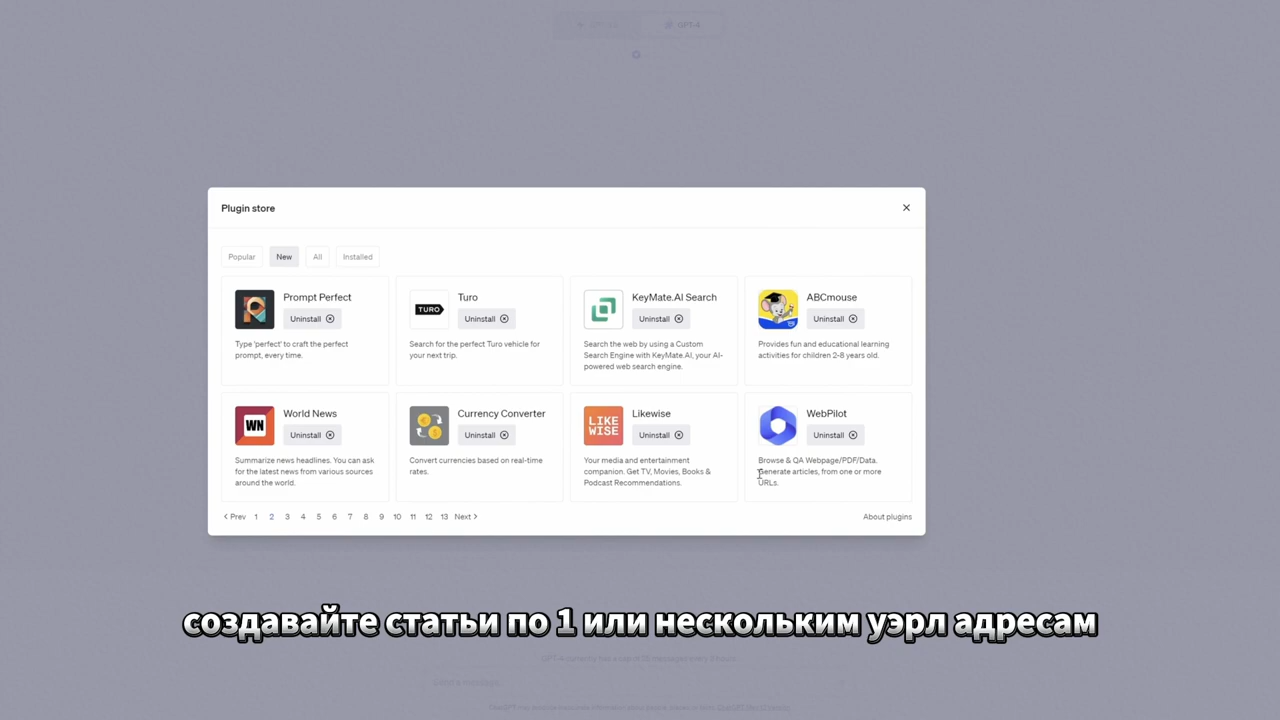 GPT-4
Plugin store
Popular New All Installed
Prompt Perfect
Uninstall
Type 'perfect' to craft the perfect
prompt, every time.
TURO
Turo
Uninstall
Search for the perfect Turo vehicle for
your next trip.
KeyMate.AI Search
Uninstall
Search the web by using a Custom
Search Engine with KeyMate.AI, your AI-
powered web search engine.
ABCmouse
Uninstall
Provides fun and educational learning
activities for children 2-8 years old.
WN
World News
Uninstall
Summarize news headlines. You can ask
for the latest news from various sources
around the world.
Currency Converter
Uninstall
Convert currencies based on real-time
rates.
LIKE
WISE
Likewise
Uninstall
Your media and entertainment
companion. Get TV, Movies, Books &
Podcast Recommendations.
WebPilot
Uninstall
Browse & QA Webpage/PDF/Data.
Generate articles, from one or more
URLs.
Prev 1 2 3 4 5 6 7 8 9 10 11 12 13 Next
About plugins
создавайте статьи по 1 или нескольким уэрл адресам